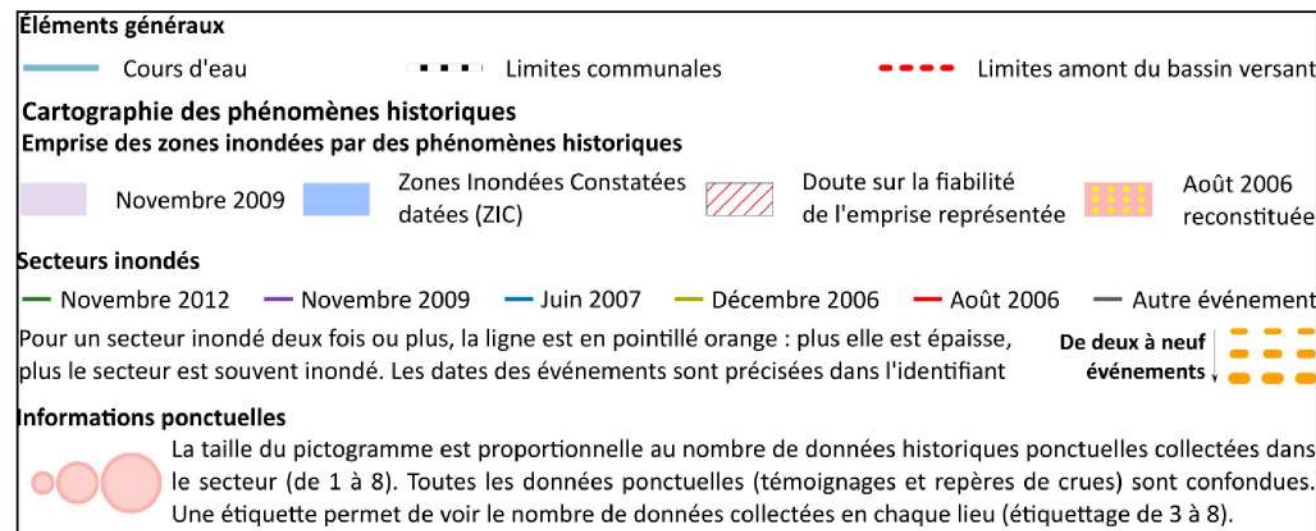 Éléments généraux
Cours d'eau Limites communales Limites amont du bassin versant
Cartographie des phénomènes historiques
Emprise des zones inondées par des phénomènes historiques
Novembre 2009
Zones Inondées Constatées
datées (ZIC)
Doute sur la fiabilité
de l'emprise représentée
Août 2006
reconstituée
Secteurs inondés
Novembre 2012 Novembre 2009 Juin 2007 Décembre 2006 Août 2006 Autre événement
Pour un secteur inondé deux fois ou plus, la ligne est en pointillé orange : plus elle est épaisse,
plus le secteur est souvent inondé. Les dates des événements sont précisées dans l'identifiant
De deux à neuf
événements
Informations ponctuelles
La taille du pictogramme est proportionnelle au nombre de données historiques ponctuelles collectées dans
le secteur (de 1 à 8). Toutes les données ponctuelles (témoignages et repères de crues) sont confondues.
Une étiquette permet de voir le nombre de données collectées en chaque lieu (étiquettage de 3 à 8).